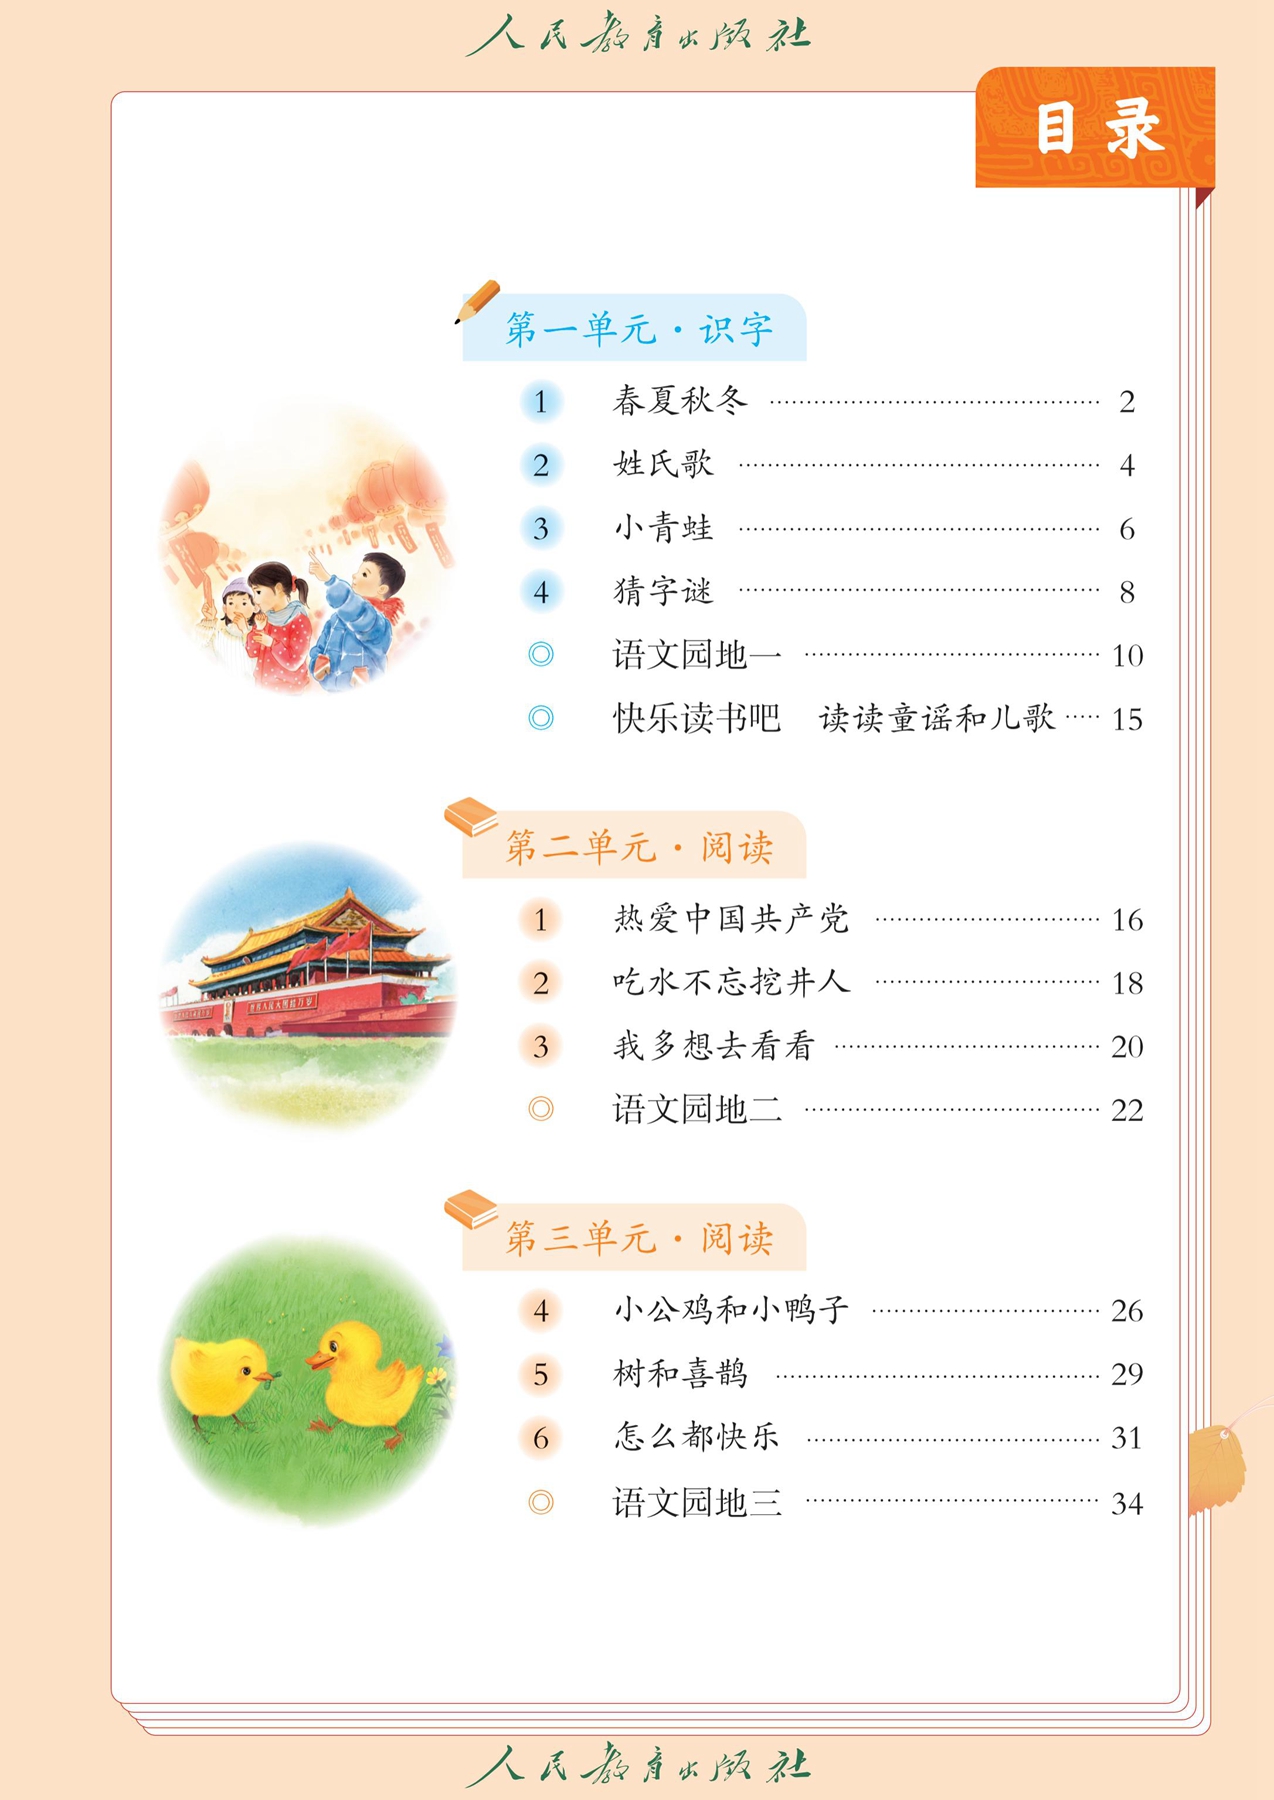 人民教育出版社
目录
第一单元·识字
1 春夏秋冬 2
2 姓氏歌 4
3 小青蛙 6
4 猜字谜 8
◎ 语文园地一 10
◎ 快乐读书吧 读读童谣和儿歌 15
第二单元·阅读
1 热爱中国共产党 16
2 吃水不忘挖井人 18
3 我多想去看看 20
◎ 语文园地二 22
第三单元·阅读
4 小公鸡和小鸭子 26
5 树和喜鹊 29
6 怎么都快乐 31
◎ 语文园地三 34
人民教育出版社